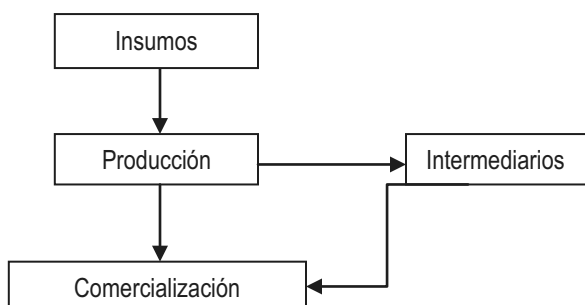 Insumos
Producción
Intermediarios
Comercialización